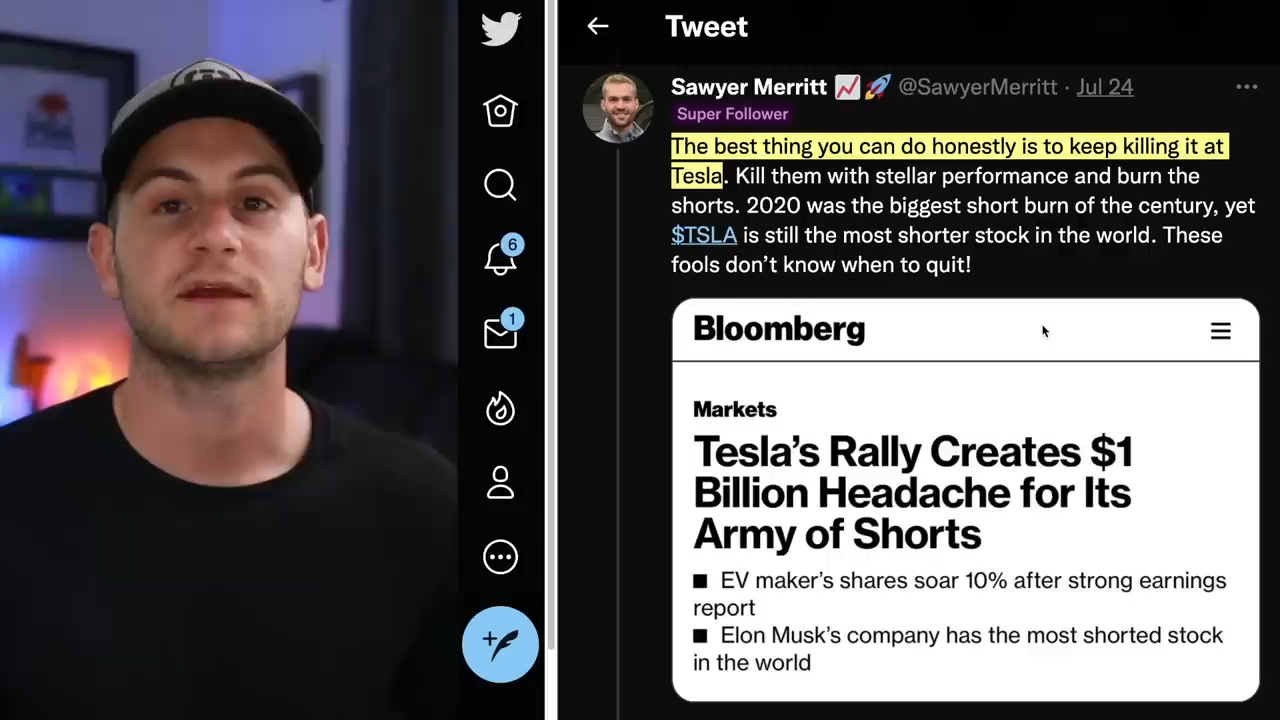 Tweet
Sawyer Merritt 📈🚀 @SawyerMerritt · Jul 24
Super Follower
The best thing you can do honestly is to keep killing it at
Tesla. Kill them with stellar performance and burn the
shorts. 2020 was the biggest short burn of the century, yet
$TSLA is still the most shorter stock in the world. These
fools don’t know when to quit!
Bloomberg
Markets
Tesla’s Rally Creates $1
Billion Headache for Its
Army of Shorts
■ EV maker’s shares soar 10% after strong earnings
report
■ Elon Musk’s company has the most shorted stock
in the world
6
1